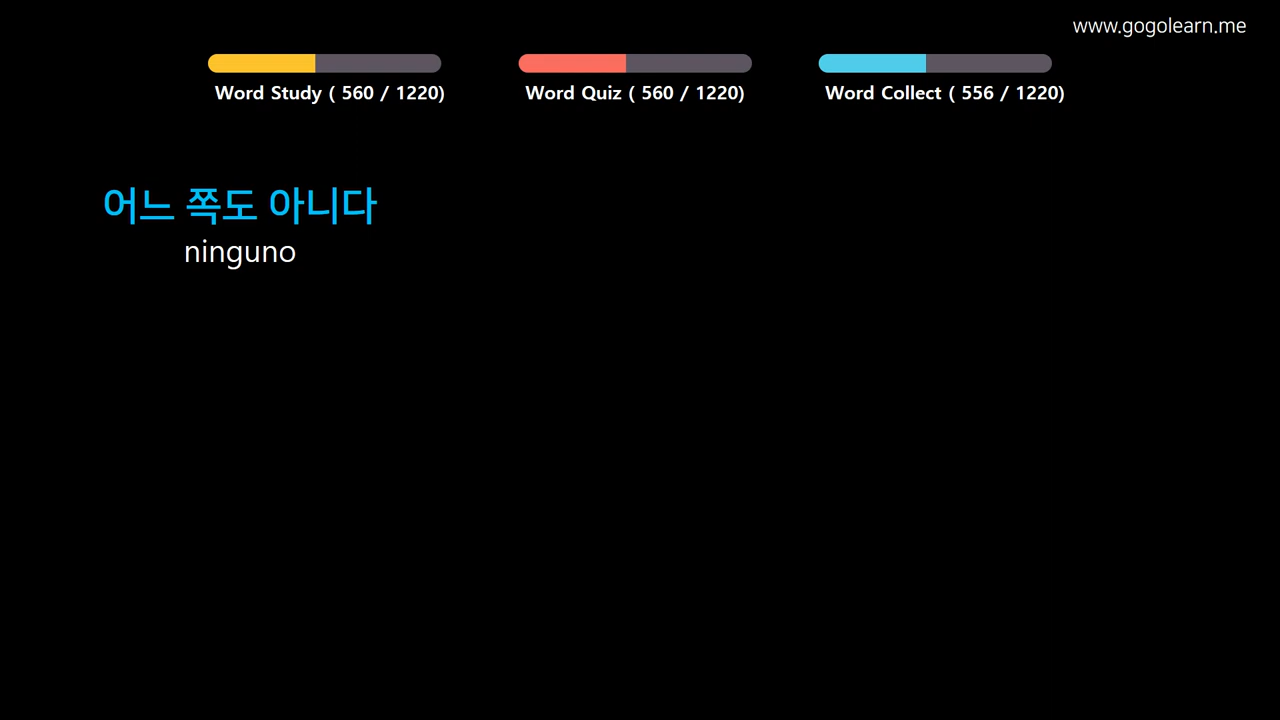 www.gogolearn.me
Word Study ( 560 / 1220)
Word Quiz ( 560 / 1220)
Word Collect ( 556 / 1220)
어느 쪽도 아니다
ninguno